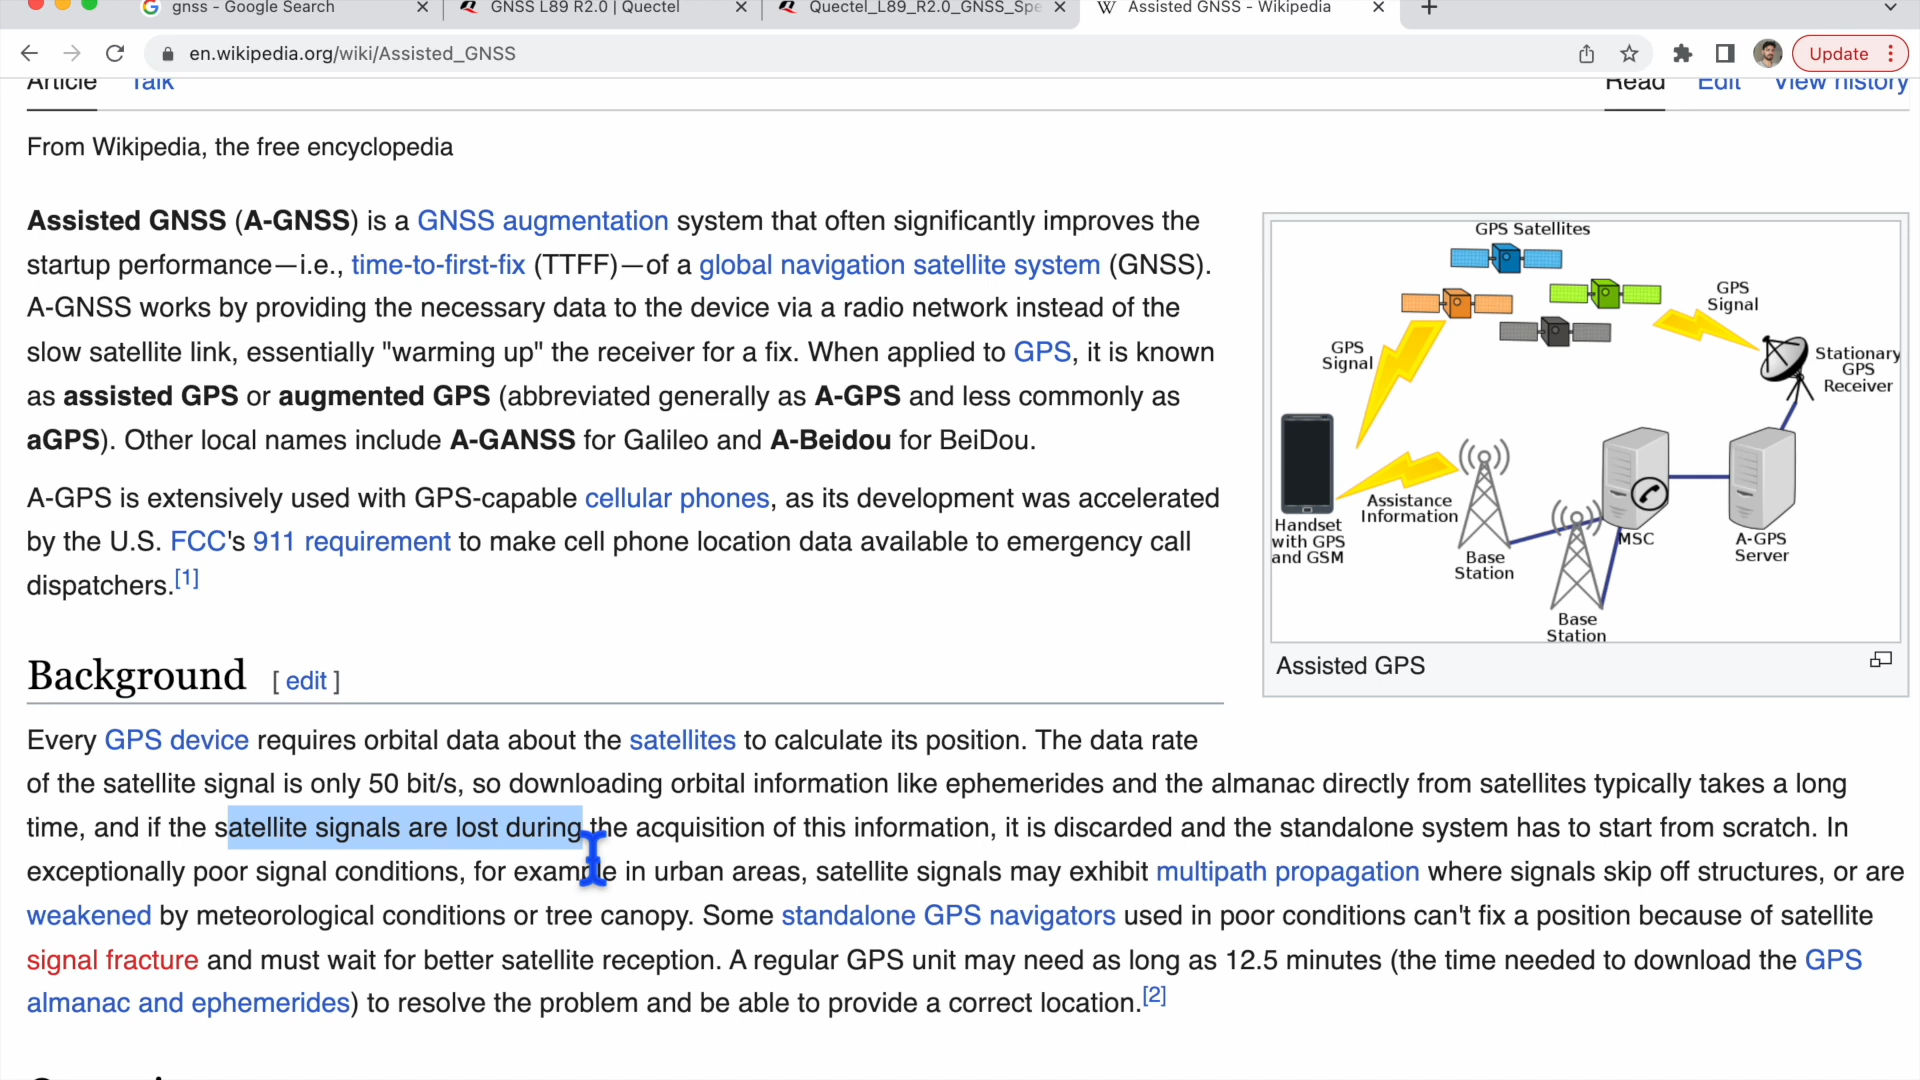 gnss - Google Search
GNSS L89 R2.0 | Quectel
Quectel_L89_R2.0_GNSS_Spe
Assisted GNSS - Wikipedia
en.wikipedia.org/wiki/Assisted_GNSS
Update
Article Talk
Read Edit View history
From Wikipedia, the free encyclopedia
Assisted GNSS (A-GNSS) is a GNSS augmentation system that often significantly improves the
startup performance—i.e., time-to-first-fix (TTFF)—of a global navigation satellite system (GNSS).
A-GNSS works by providing the necessary data to the device via a radio network instead of the
slow satellite link, essentially "warming up" the receiver for a fix. When applied to GPS, it is known
as assisted GPS or augmented GPS (abbreviated generally as A-GPS and less commonly as
aGPS). Other local names include A-GANSS for Galileo and A-Beidou for BeiDou.
A-GPS is extensively used with GPS-capable cellular phones, as its development was accelerated
by the U.S. FCC's 911 requirement to make cell phone location data available to emergency call
dispatchers.[1]
GPS Satellites
GPS
Signal
GPS
Signal
Stationary
GPS
Receiver
Handset
with GPS
and GSM
Assistance
Information
Base
Station
Base
Station
MSC
A-GPS
Server
Assisted GPS
Background [ edit ]
Every GPS device requires orbital data about the satellites to calculate its position. The data rate
of the satellite signal is only 50 bit/s, so downloading orbital information like ephemerides and the almanac directly from satellites typically takes a long
time, and if the satellite signals are lost during the acquisition of this information, it is discarded and the standalone system has to start from scratch. In
exceptionally poor signal conditions, for example in urban areas, satellite signals may exhibit multipath propagation where signals skip off structures, or are
weakened by meteorological conditions or tree canopy. Some standalone GPS navigators used in poor conditions can't fix a position because of satellite
signal fracture and must wait for better satellite reception. A regular GPS unit may need as long as 12.5 minutes (the time needed to download the GPS
almanac and ephemerides) to resolve the problem and be able to provide a correct location.[2]